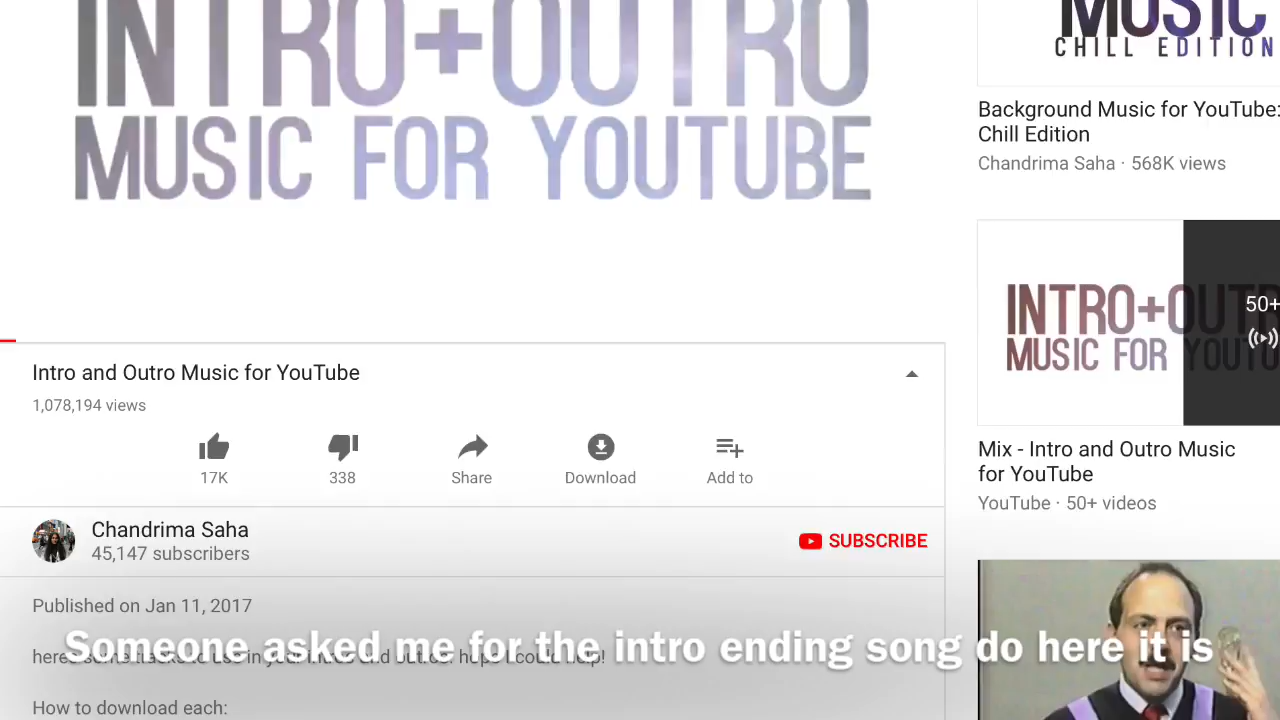 INTRO+OUTRO
MUSIC FOR YOUTUBE
Intro and Outro Music for YouTube
1,078,194 views
17K
338
Share
Download
Add to
Chandrima Saha
45,147 subscribers
SUBSCRIBE
Published on Jan 11, 2017
Someone asked me for the intro ending song do here it is
help!
How to download each:
MUSIC
CHILL EDITION
Background Music for YouTube:
Chill Edition
Chandrima Saha · 568K views
INTRO+OUTRO
MUSIC FOR YOUTU
50+
Mix - Intro and Outro Music
for YouTube
YouTube · 50+ videos